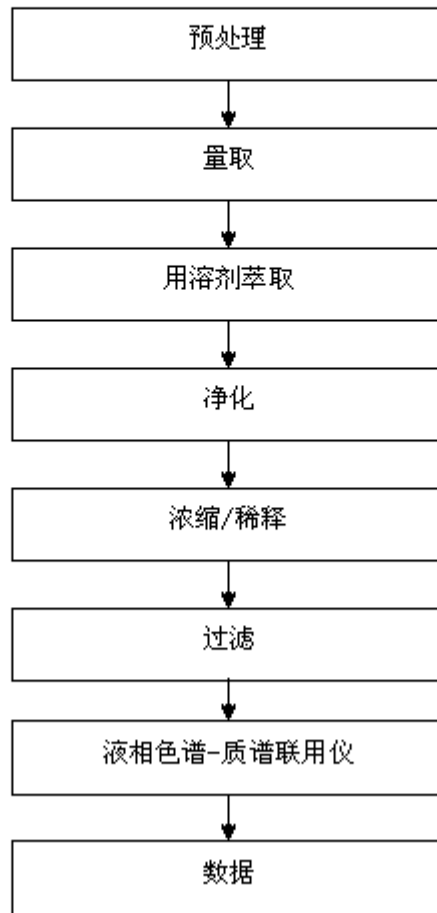 预处理
量取
用溶剂萃取
净化
浓缩/稀释
过滤
液相色谱-质谱联用仪
数据